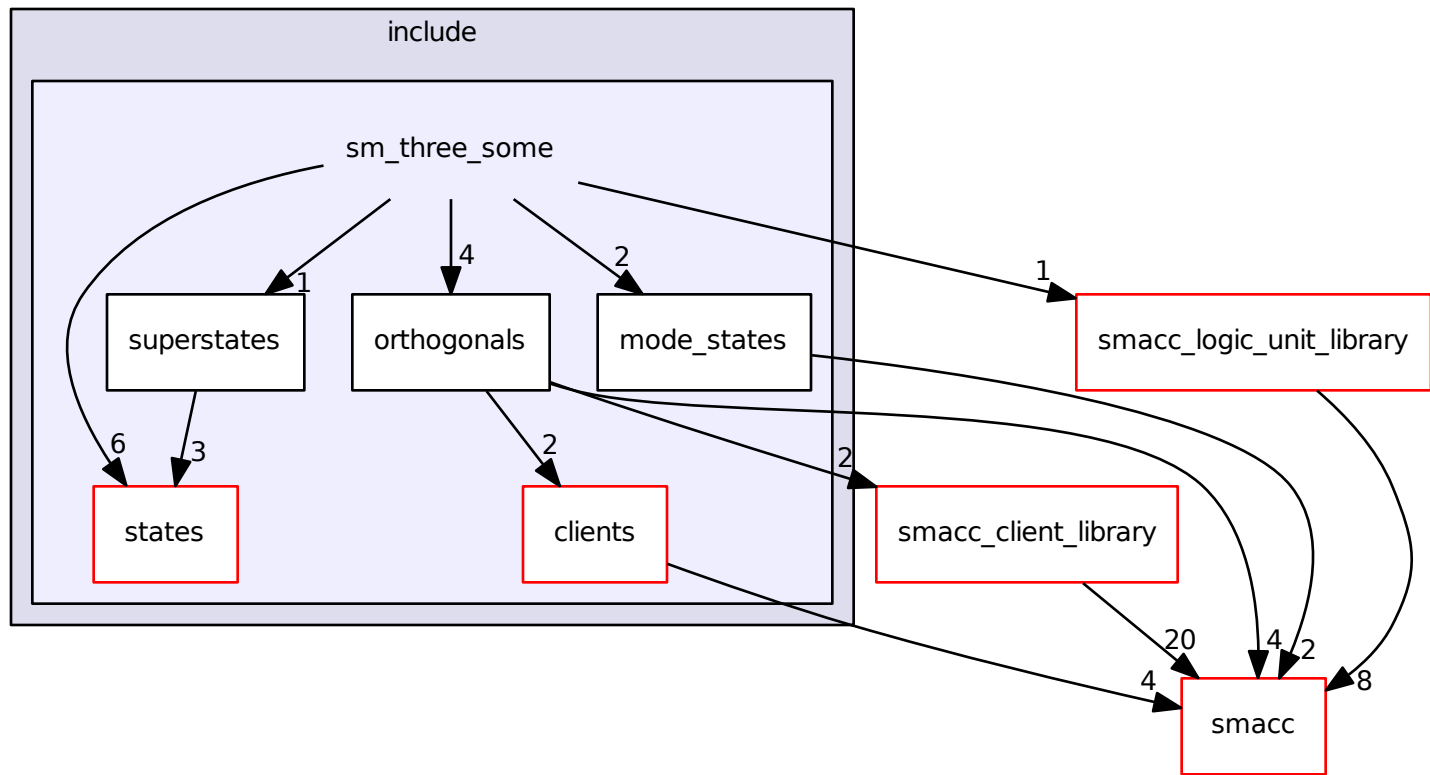 include
sm_three_some
1
4
2
1
superstates
orthogonals
mode_states
smacc_logic_unit_library
6
3
2
2
states
clients
smacc_client_library
4
20
4
2
8
smacc